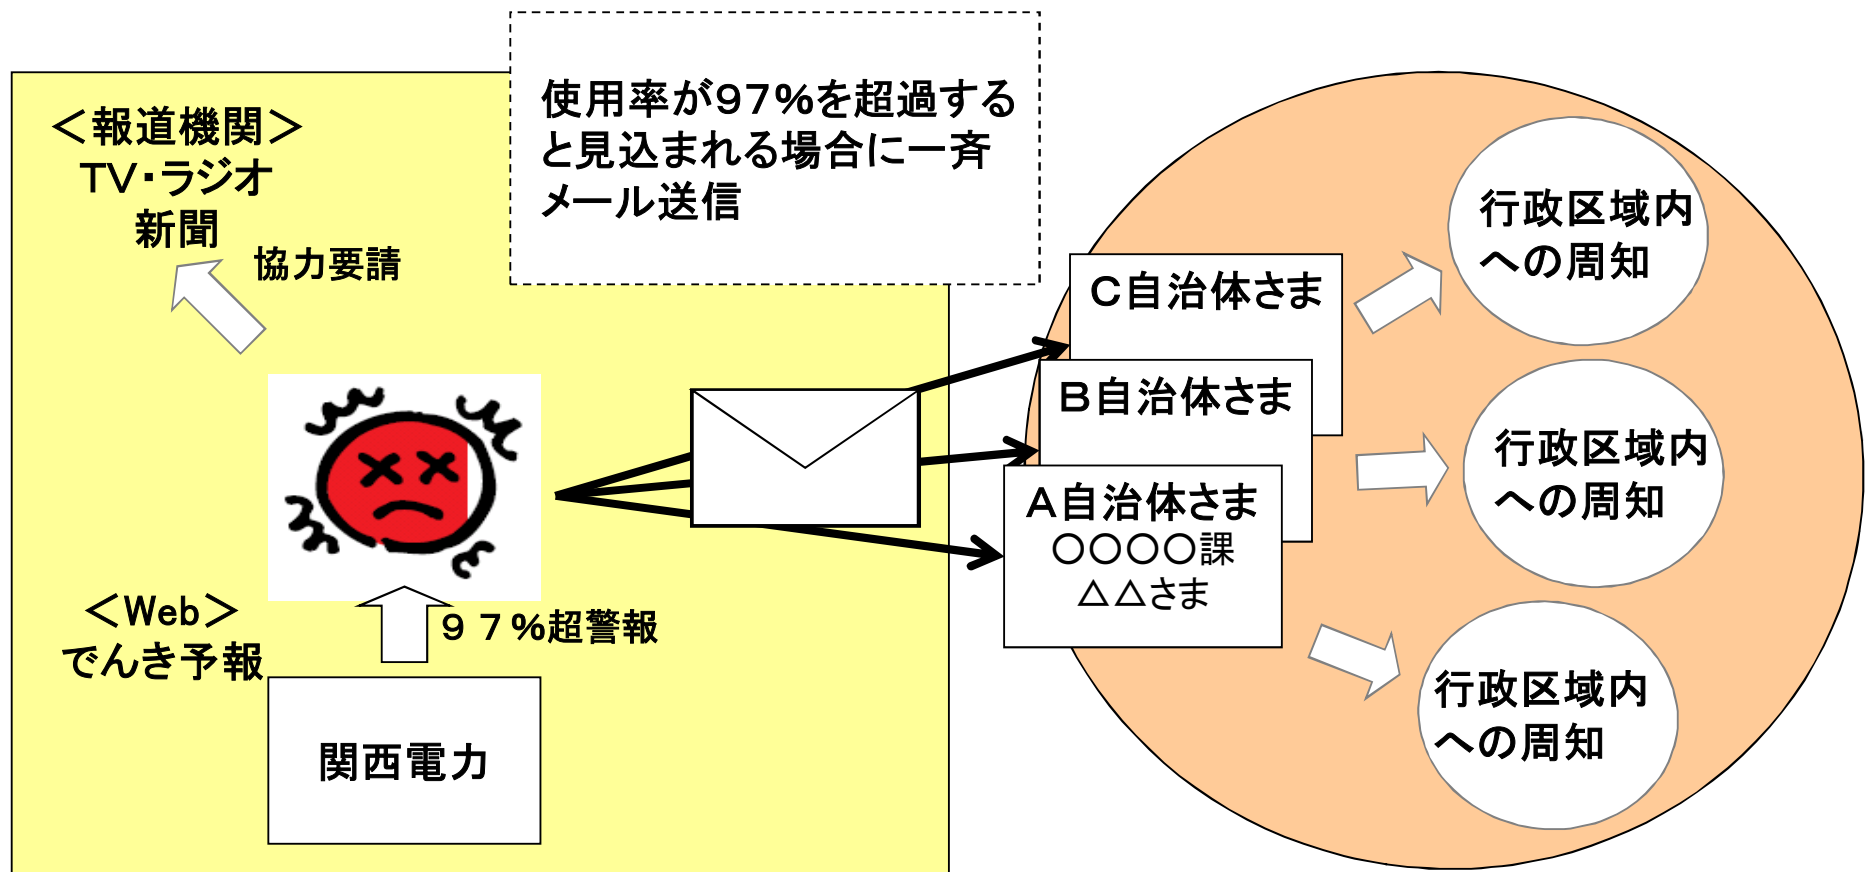 使用率が97%を超過する
と見込まれる場合に一斉
メール送信
＜報道機関＞
TV・ラジオ
新聞
協力要請
＜Web＞
でんき予報
９７％超警報
関西電力
C自治体さま
B自治体さま
A自治体さま
○○○○課
△△さま
行政区域内
への周知
行政区域内
への周知
行政区域内
への周知